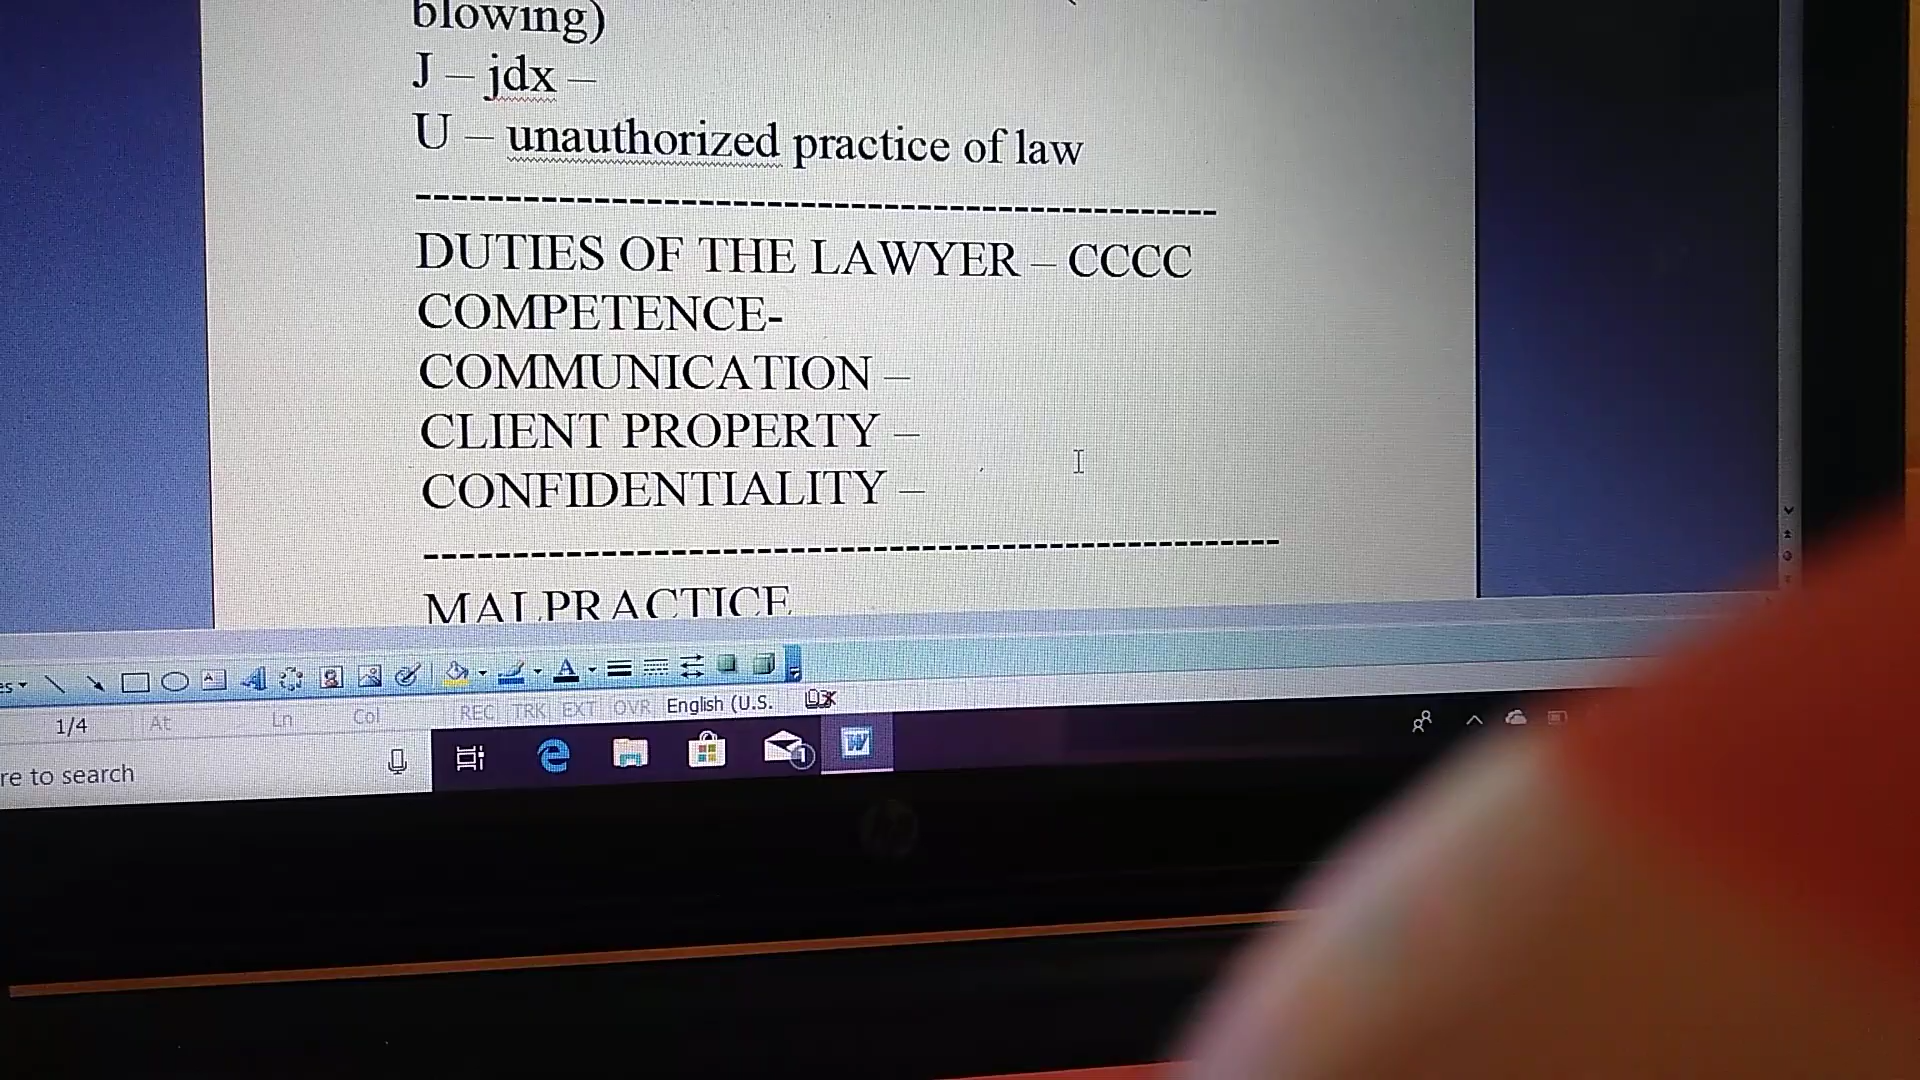 blowing)
J – jdx –
U – unauthorized practice of law
-------------------------------------------------------
DUTIES OF THE LAWYER – CCCC
COMPETENCE-
COMMUNICATION –
CLIENT PROPERTY –
CONFIDENTIALITY –
-----------------------------------------------------------
MALPRACTICE
1/4 At Ln Col REC TRK EXT OVR English (U.S.
re to search
1